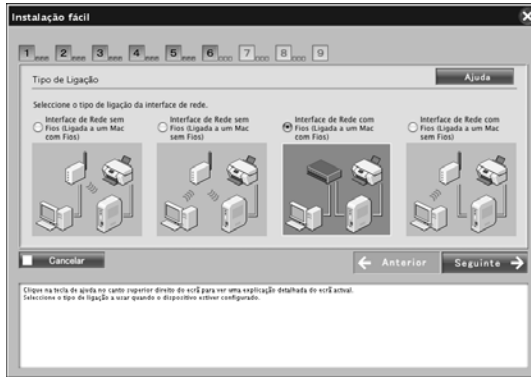 Instalação fácil
1 2 3 4 5 6 7 8 9
Tipo de Ligação
Ajuda
Seleccione o tipo de ligação da interface de rede.
Interface de Rede sem
Fios (Ligada a um Mac
com Fios)
Interface de Rede sem
Fios (Ligada a um Mac
sem Fios)
Interface de Rede com
Fios (Ligada a um Mac
com Fios)
Interface de Rede com
Fios (Ligada a um Mac
sem Fios)
Cancelar
Anterior
Seguinte
Clique na tecla de ajuda no canto superior direito do ecrã para ver uma explicação detalhada do ecrã actual.
Seleccione o tipo de ligação a usar quando o dispositivo estiver configurado.